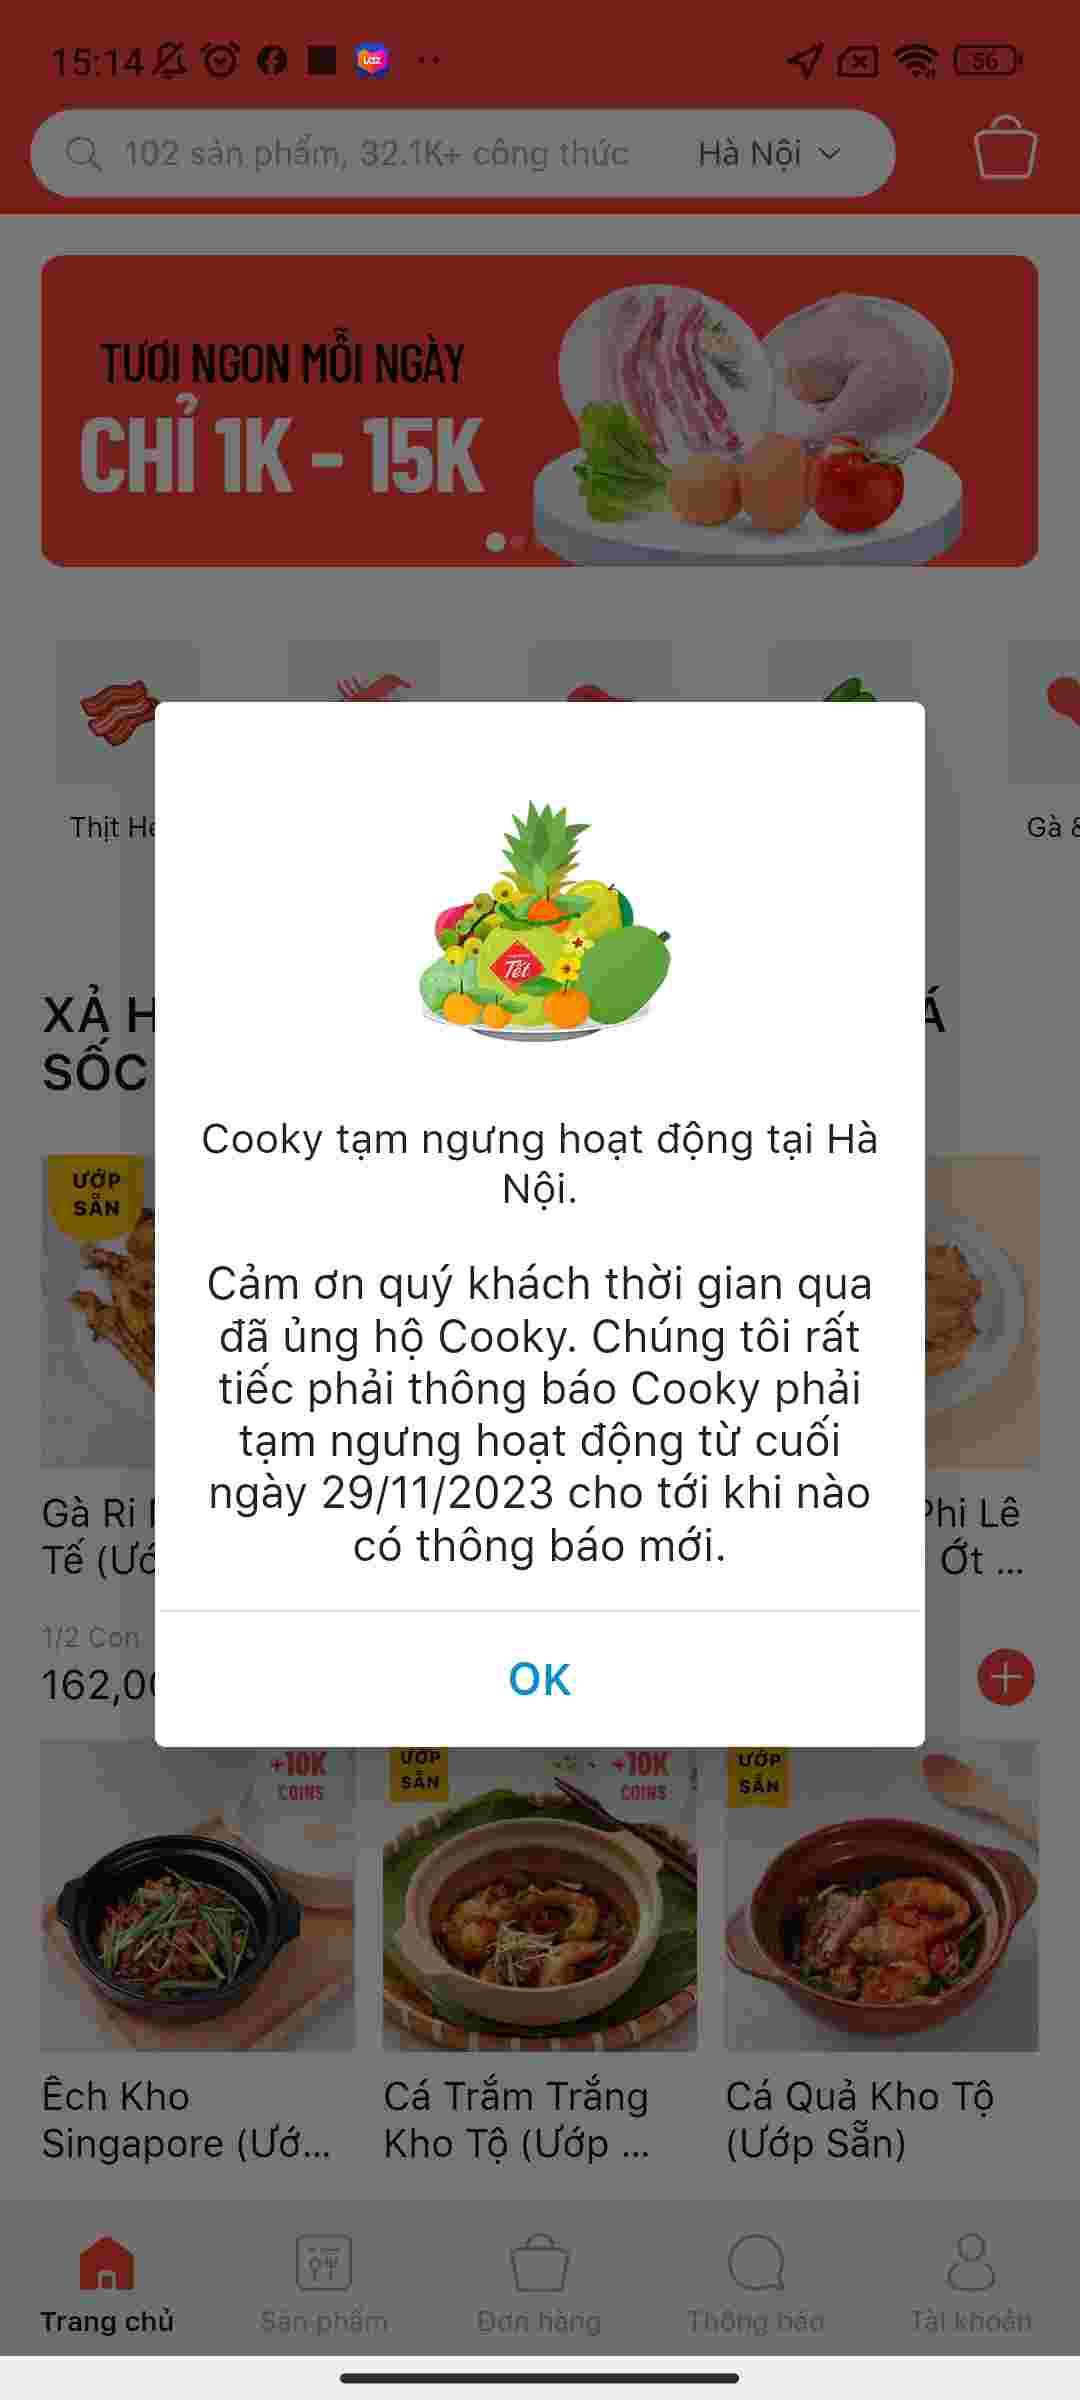 15:14
Laz
56
102 sản phẩm, 32.1K+ công thức
Hà Nội
TƯƠI NGON MỖI NGÀY
CHỈ 1K - 15K
Thịt He
Gà &
XẢ H
Á
SỐC
ƯỚP
SẴN
Tết
Cooky tạm ngưng hoạt động tại Hà
Nội.
Cảm ơn quý khách thời gian qua
đã ủng hộ Cooky. Chúng tôi rất
tiếc phải thông báo Cooky phải
tạm ngưng hoạt động từ cuối
ngày 29/11/2023 cho tới khi nào
có thông báo mới.
OK
Gà Ri
Phi Lê
Tế (Ướ
Ớt ...
1/2 Con
162,00
+10K
COINS
ƯỚP
SẴN
+10K
COINS
ƯỚP
SẴN
Ếch Kho
Singapore (Ướ...
Cá Trắm Trắng
Kho Tộ (Ướp ...
Cá Quả Kho Tộ
(Ướp Sẵn)
Trang chủ
Sản phẩm
Đơn hàng
Thông báo
Tài khoản